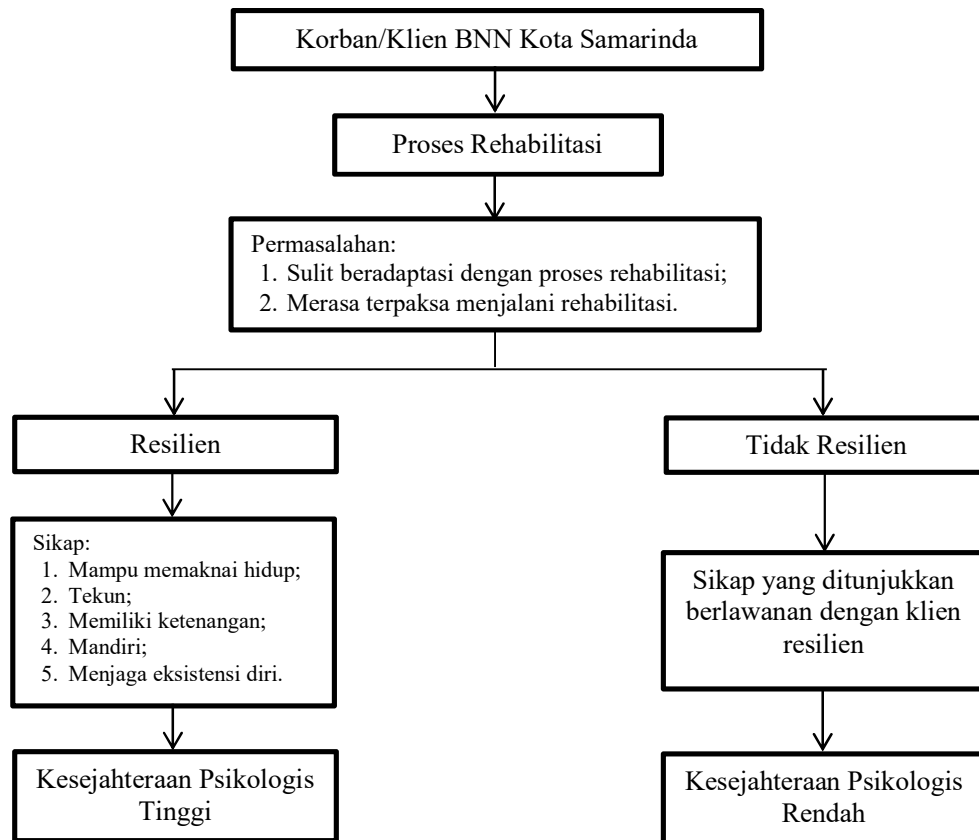 Korban/Klien BNN Kota Samarinda
Proses Rehabilitasi
Permasalahan:
1. Sulit beradaptasi dengan proses rehabilitasi;
2. Merasa terpaksa menjalani rehabilitasi.
Resilien
Tidak Resilien
Sikap:
1. Mampu memaknai hidup;
2. Tekun;
3. Memiliki ketenangan;
4. Mandiri;
5. Menjaga eksistensi diri.
Sikap yang ditunjukkan
berlawanan dengan klien
resilien
Kesejahteraan Psikologis
Tinggi
Kesejahteraan Psikologis
Rendah